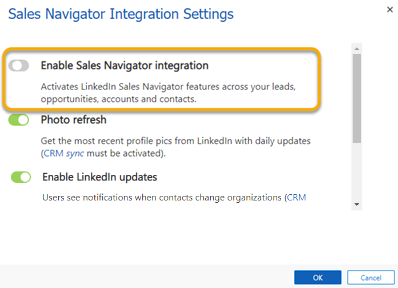 Sales Navigator Integration Settings
Enable Sales Navigator integration
Activates LinkedIn Sales Navigator features across your leads,
opportunities, accounts and contacts.
Photo refresh
Get the most recent profile pics from LinkedIn with daily updates
(CRM sync must be activated).
Enable LinkedIn updates
Users see notifications when contacts change organizations (CRM
OK Cancel